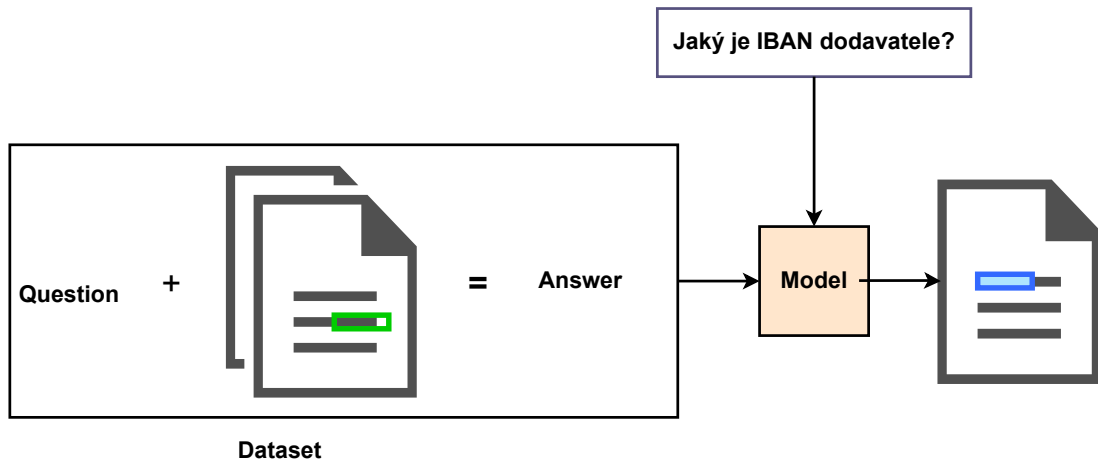 Jaký je IBAN dodavatele?
Question + = Answer
Model
Dataset